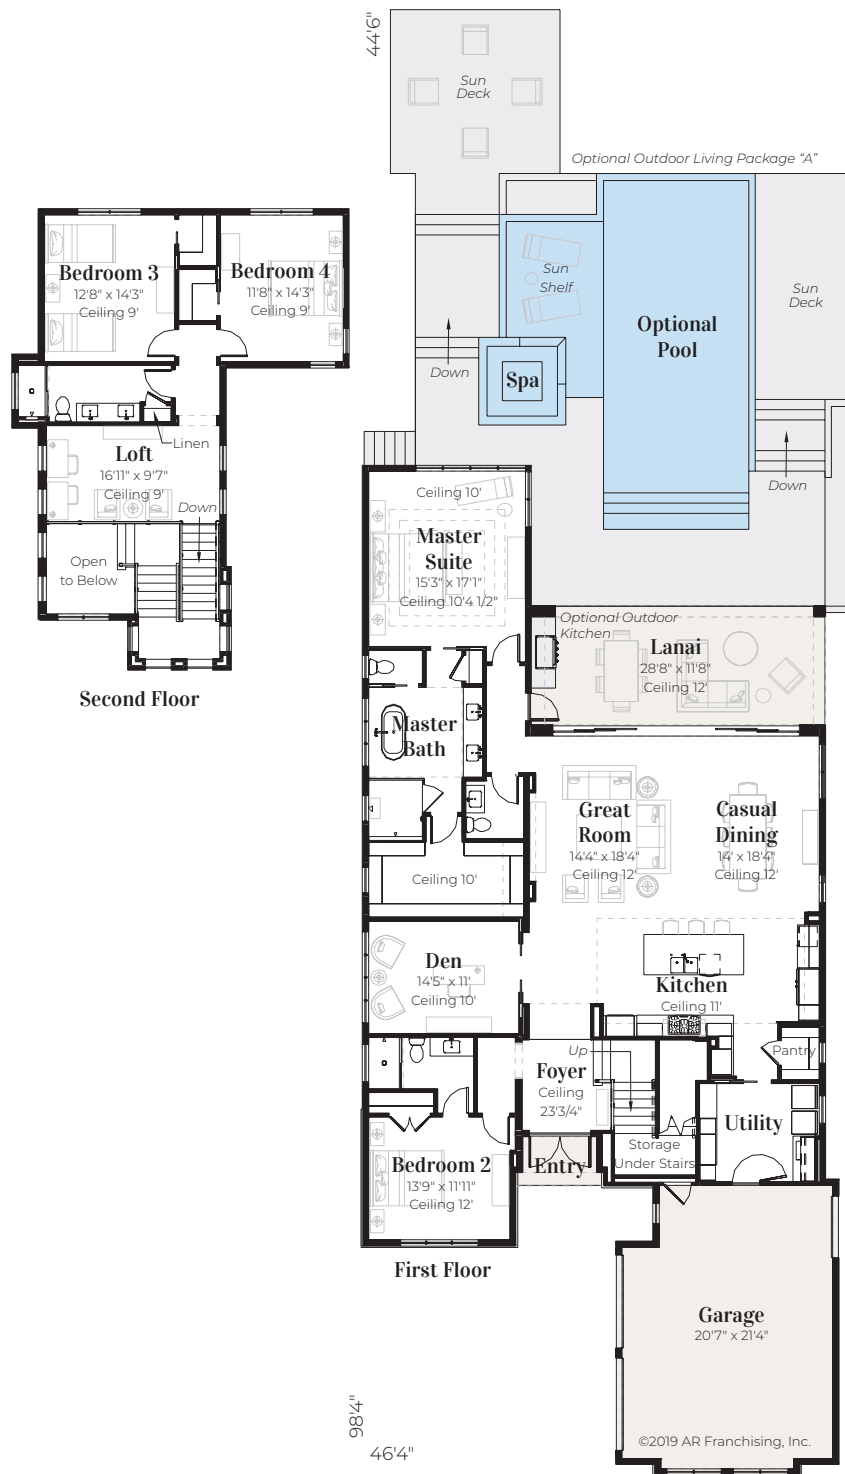 44'6"
Sun
Deck
Optional Outdoor Living Package “A”
Sun
Shelf
Sun
Deck
Optional
Pool
Spa
Down
Down
Bedroom 3
12'8" x 14'3"
Ceiling 9'
Bedroom 4
11'8" x 14'3"
Ceiling 9'
Linen
Loft
16'11" x 9'7"
Ceiling 9'
Down
Open
to Below
Second Floor
Ceiling 10'
Master
Suite
15'3" x 17'1"
Ceiling 10'4 1/2"
Optional Outdoor
Kitchen
Lanai
28'8" x 11'8"
Ceiling 12'
Master
Bath
Great
Room
14'4" x 18'4"
Ceiling 12'
Casual
Dining
14' x 18'4"
Ceiling 12'
Ceiling 10'
Den
14'5" x 11'
Ceiling 10'
Kitchen
Ceiling 11'
Pantry
Up
Foyer
Ceiling
23'3/4"
Utility
Storage
Under Stairs
Entry
Bedroom 2
13'9" x 11'11"
Ceiling 12'
First Floor
Garage
20'7" x 21'4"
98'4"
46'4"
©2019 AR Franchising, Inc.